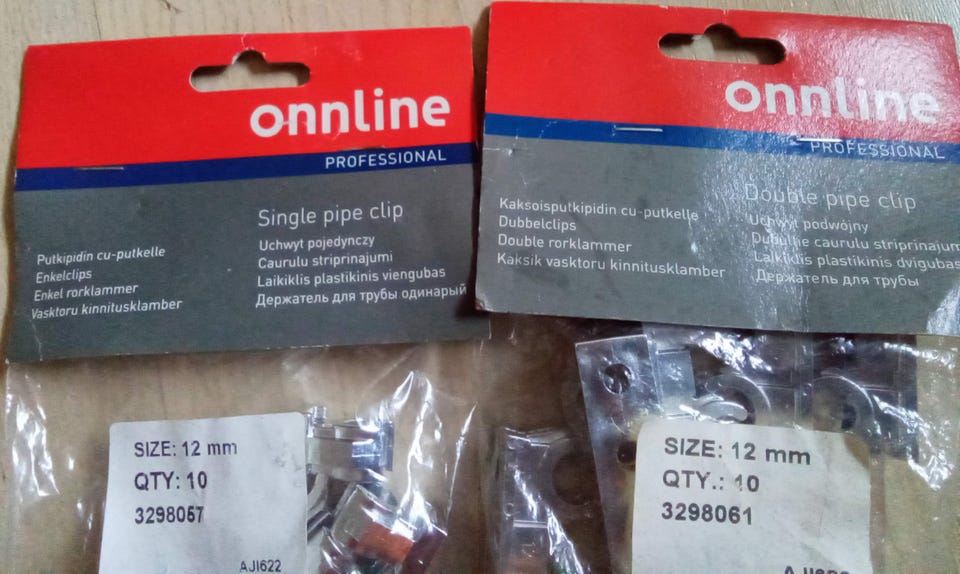 onnline
PROFESSIONAL
Single pipe clip
Putkipidin cu-putkelle
Enkelclips
Enkel rorklammer
Vasktoru kinnitusklamber
Uchwyt pojedynczy
Caurulu striprinajumi
Laikiklis plastikinis viengubas
Держатель для трубы одинарый
SIZE: 12 mm
QTY: 10
3298057
AJI622
onnline
PROFESSIONAL
Double pipe clip
Kaksoisputkipidin cu-putkelle
Dubbelclips
Double rorklammer
Kaksik vasktoru kinnitusklamber
Uchwyt podwójny
caurulu striprinajum
Laikiklis plastikinis dvigubas
Держатель для трубы
SIZE: 12 mm
QTY.: 10
3298061